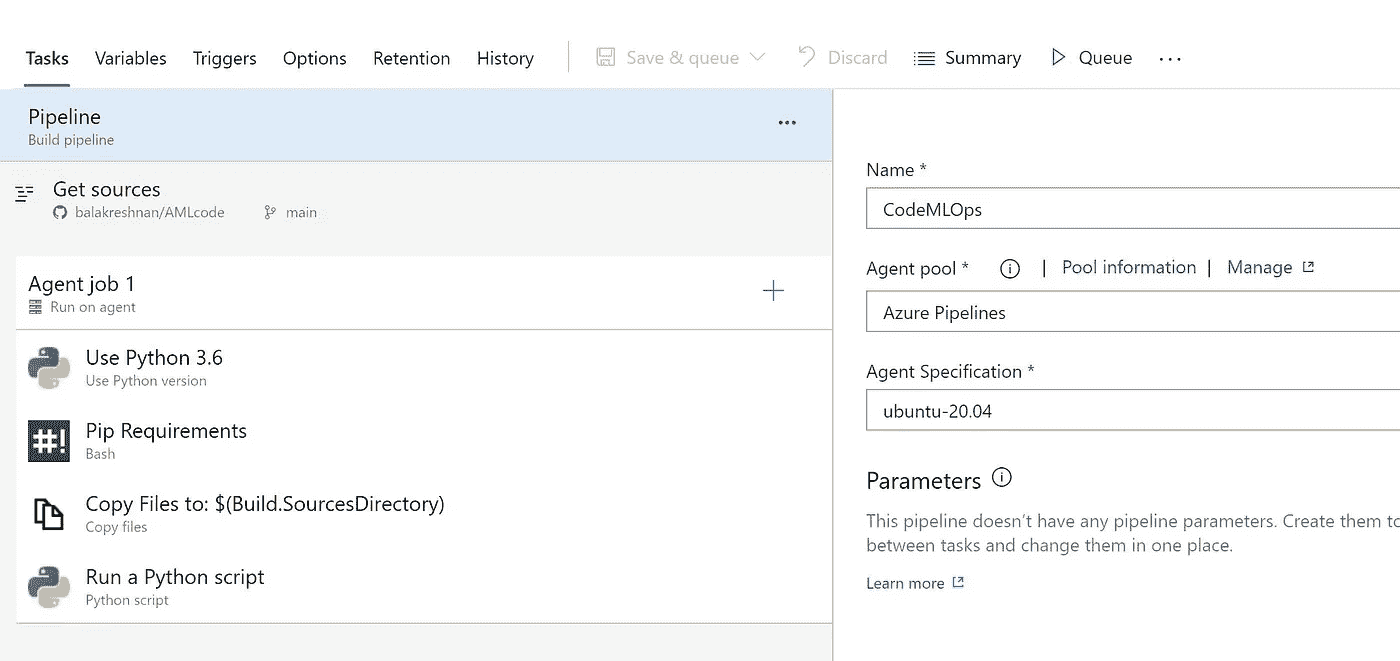 Tasks Variables Triggers Options Retention History Save & queue Discard Summary Queue ...
Pipeline
Build pipeline
Get sources
balakreshnan/AMLcode main
Agent job 1
Run on agent
Use Python 3.6
Use Python version
Pip Requirements
Bash
Copy Files to: $(Build.SourcesDirectory)
Copy files
Run a Python script
Python script
Name *
CodeMLOps
Agent pool * | Pool information | Manage
Azure Pipelines
Agent Specification *
ubuntu-20.04
Parameters
This pipeline doesn't have any pipeline parameters. Create them to
between tasks and change them in one place.
Learn more